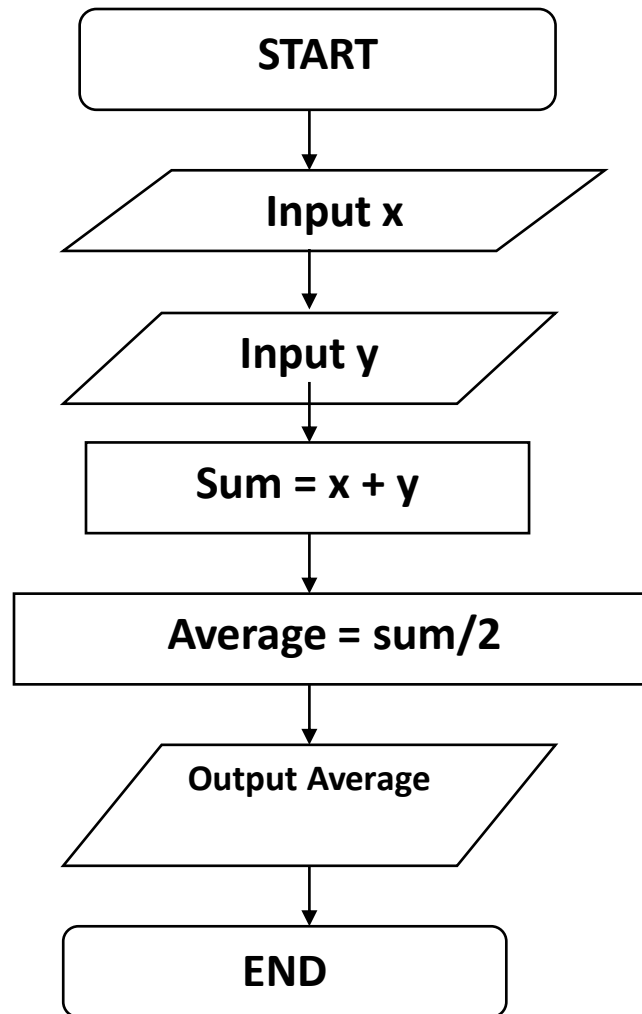 START
Input x
Input y
Sum = x + y
Average = sum/2
Output Average
END